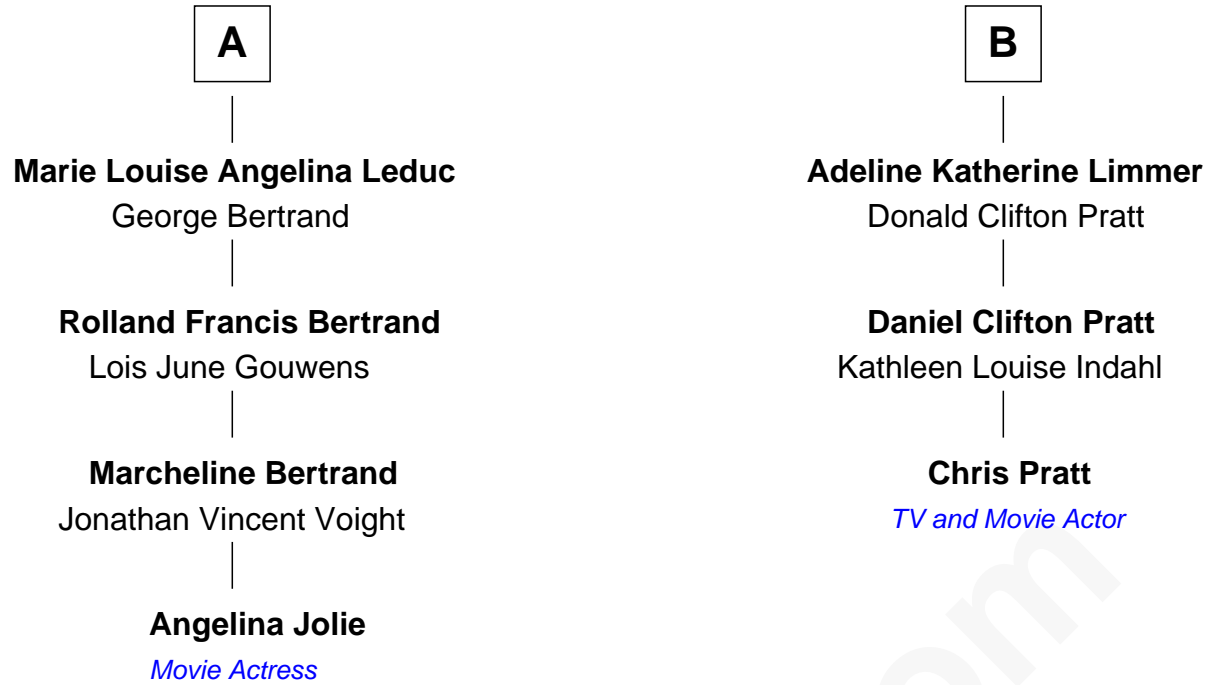 A
Marie Louise Angelina Leduc
George Bertrand
Rolland Francis Bertrand
Lois June Gouwens
Marcheline Bertrand
Jonathan Vincent Voight
Angelina Jolie
Movie Actress
B
Adeline Katherine Limmer
Donald Clifton Pratt
Daniel Clifton Pratt
Kathleen Louise Indahl
Chris Pratt
TV and Movie Actor
om